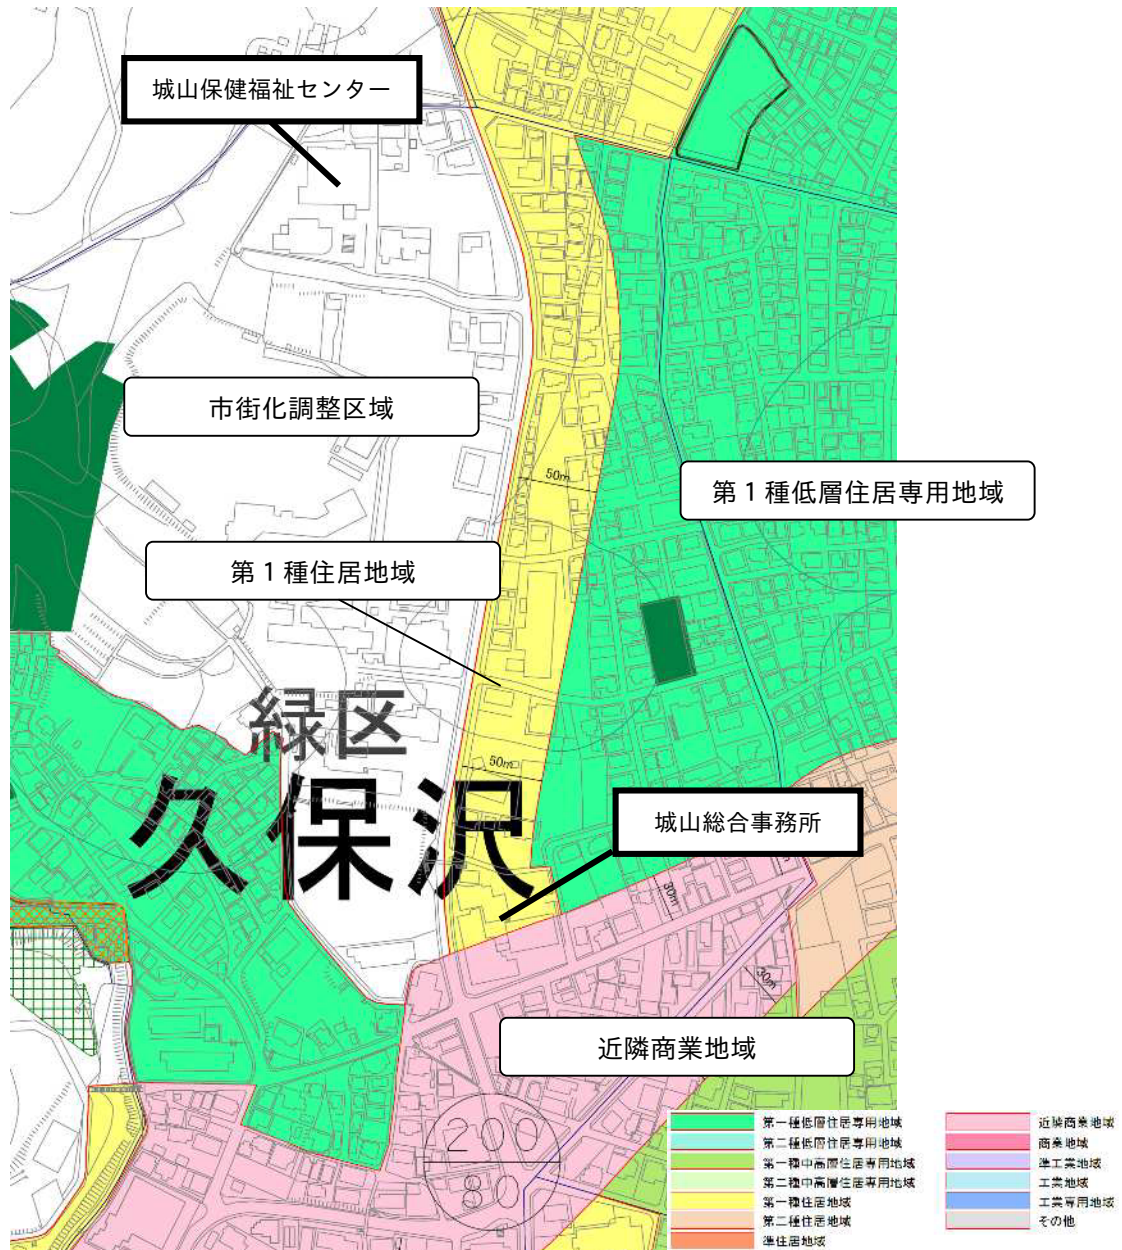 城山保健福祉センター
市街化調整区域
50m
第1種低層住居専用地域
第1種住居地域
緑区
50m
久保沢
城山総合事務所
30m
30m
近隣商業地域
200
80
第一種低層住居専用地域
第二種低層住居専用地域
第一種中高層住居専用地域
第二種中高層住居専用地域
第一種住居地域
第二種住居地域
準住居地域
近隣商業地域
商業地域
準工業地域
工業地域
工業専用地域
その他